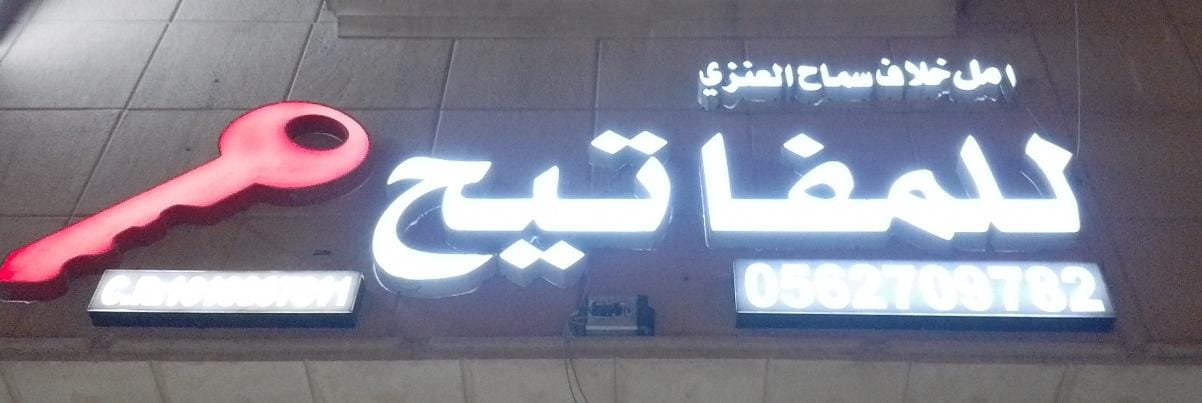 امل خلاف سماح العنزي
للمفاتيح
0562709782